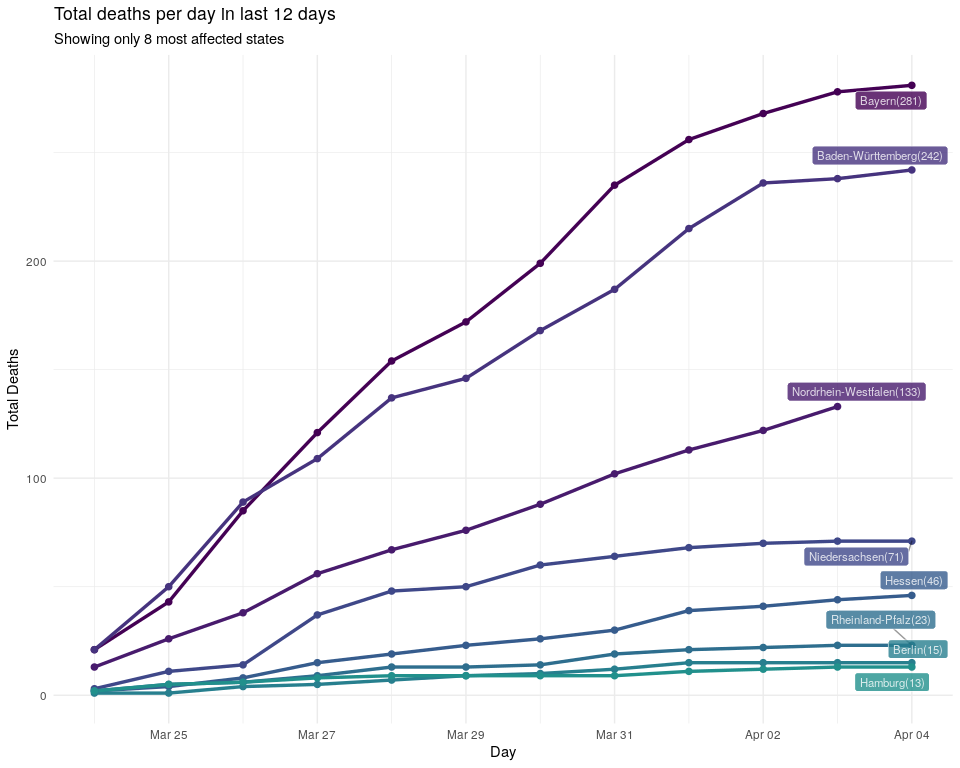 Total deaths per day in last 12 days
Showing only 8 most affected states
Bayern(281)
Baden-Württemberg(242)
200
Total Deaths
Nordrhein-Westfalen(133)
100
Niedersachsen(71)
Hessen(46)
Rheinland-Pfalz(23)
Berlin(15)
Hamburg(13)
0
Mar 25 Mar 27 Mar 29 Mar 31 Apr 02 Apr 04
Day